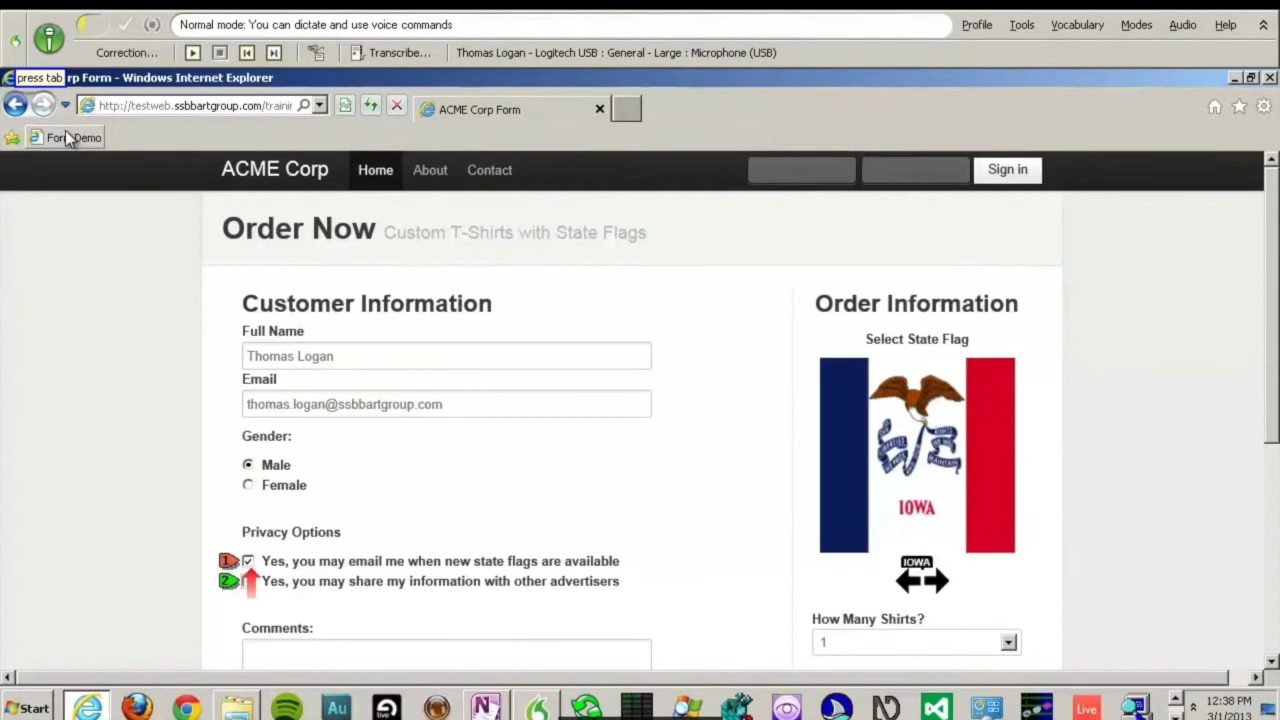 Normal mode: You can dictate and use voice commands
Profile Tools Vocabulary Modes Audio Help
Correction... Transcribe... Thomas Logan - Logitech USB : General - Large : Microphone (USB)
press tab rp Form - Windows Internet Explorer
http://testweb.ssbbartgroup.com/trainin ACME Corp Form
Form Demo
ACME Corp Home About Contact Sign in
Order Now Custom T-Shirts with State Flags
Customer Information
Full Name
Thomas Logan
Email
thomas.logan@ssbbartgroup.com
Gender:
Male
Female
Privacy Options
1 Yes, you may email me when new state flags are available
2 Yes, you may share my information with other advertisers
Comments:
Order Information
Select State Flag
IOWA
IOWA
How Many Shirts?
1
Start Au live Live 12:38 PM
3/1/2013